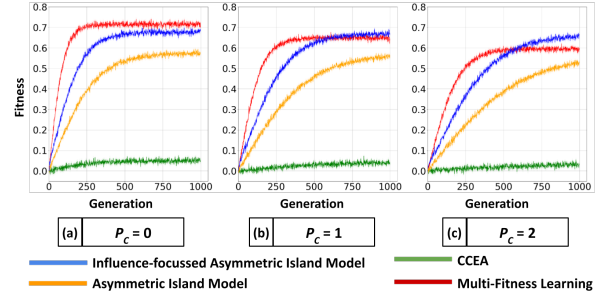 0.8 0.8 0.8
0.7 0.7 0.7
0.6 0.6 0.6
0.5 0.5 0.5
0.4 0.4 0.4
0.3 0.3 0.3
0.2 0.2 0.2
0.1 0.1 0.1
0.0 0.0 0.0
Fitness
0 250 500 750 1000 0 250 500 750 1000 0 250 500 750 1000
Generation Generation Generation
(a) P_C = 0 (b) P_C = 1 (c) P_C = 2
Influence-focussed Asymmetric Island Model CCEA
Asymmetric Island Model Multi-Fitness Learning